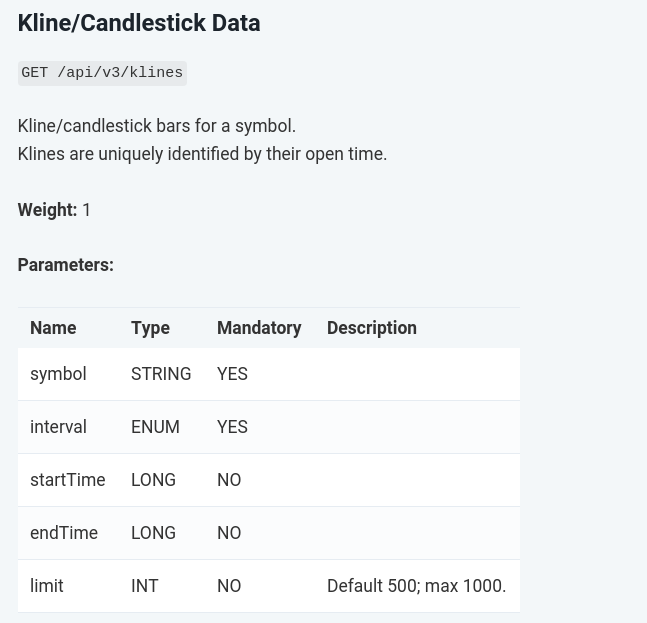 Kline/Candlestick Data
GET /api/v3/klines
Kline/candlestick bars for a symbol.
Klines are uniquely identified by their open time.
Weight: 1
Parameters:
Name Type Mandatory Description
symbol STRING YES
interval ENUM YES
startTime LONG NO
endTime LONG NO
limit INT NO Default 500; max 1000.